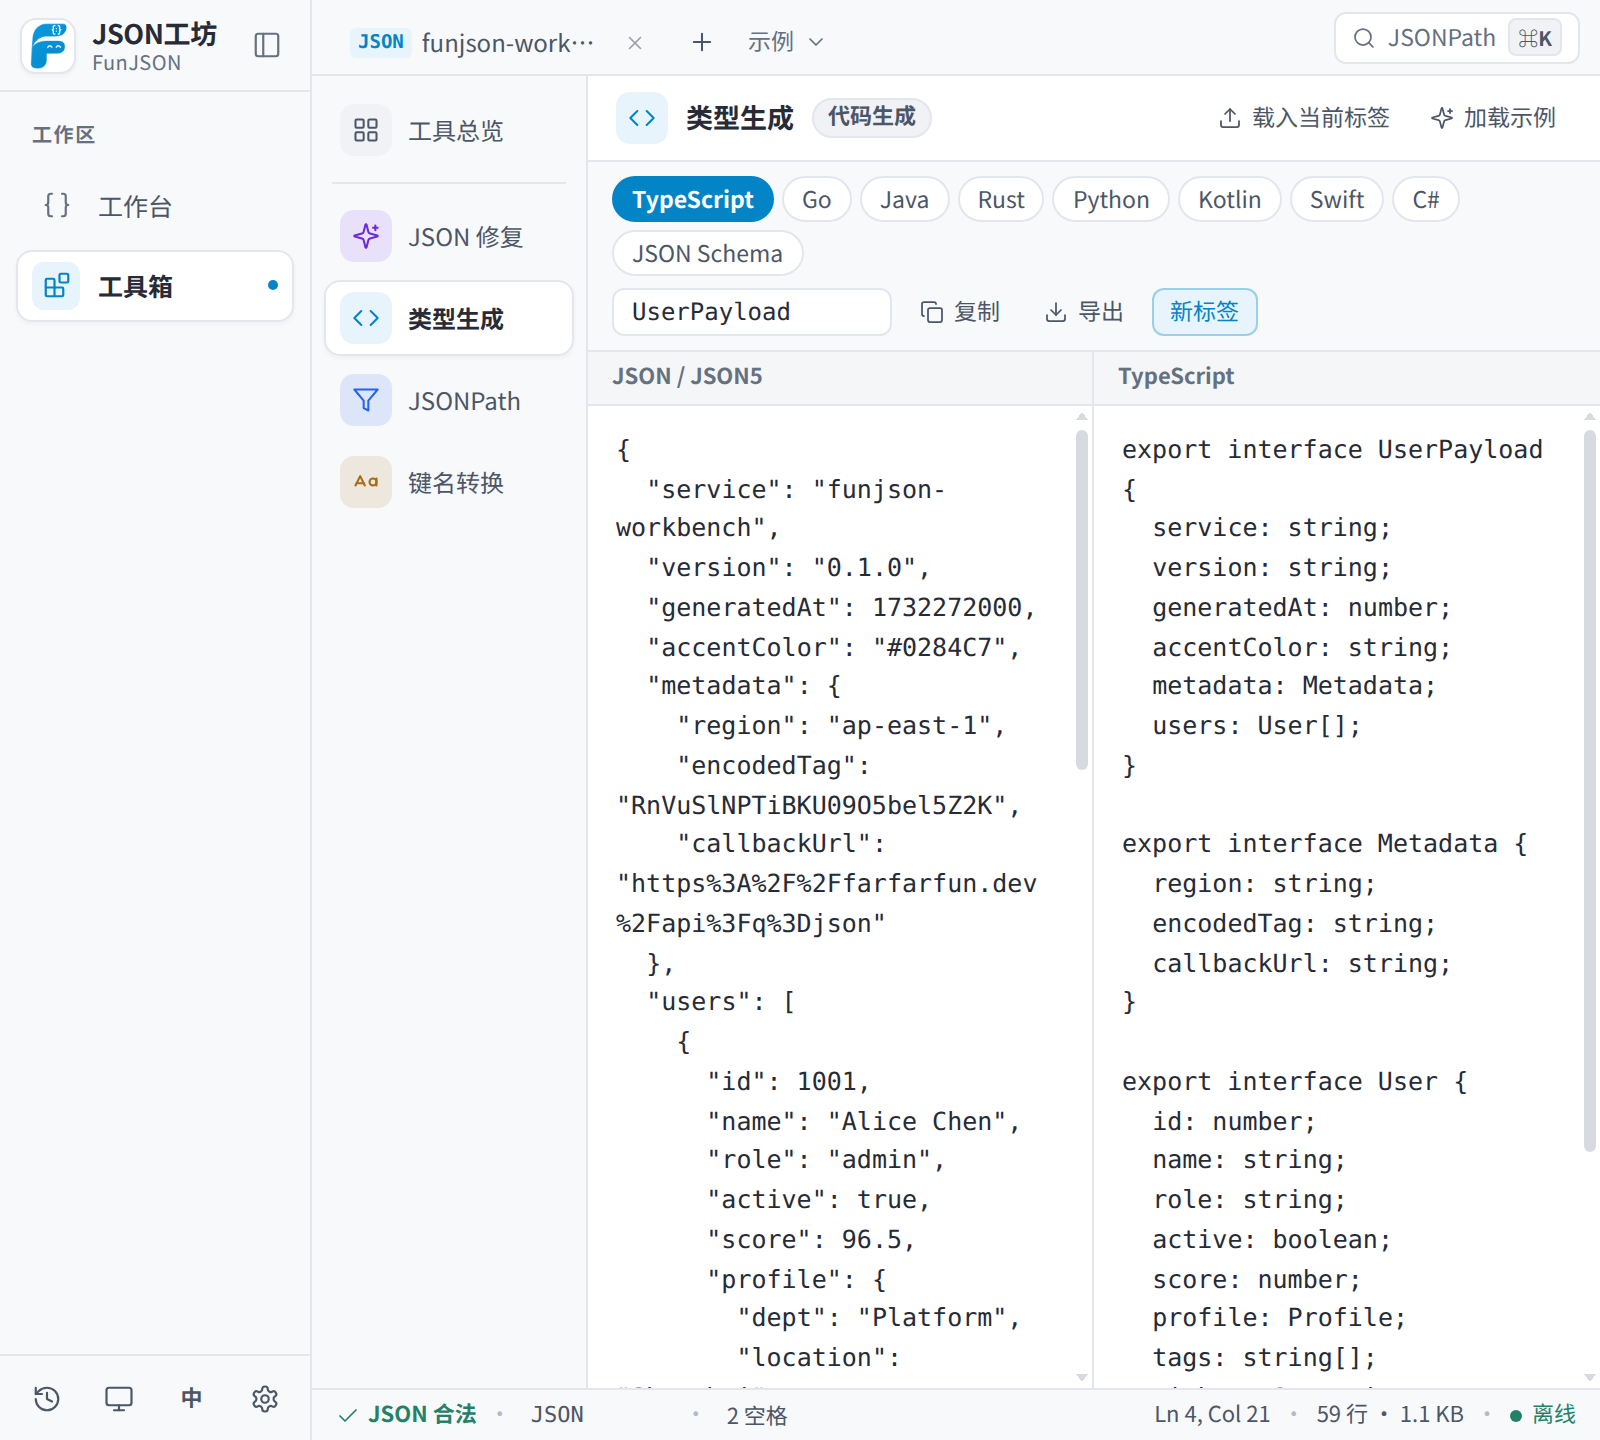 JSON工坊
FunJSON
工作区
工作台
工具箱
中
JSON funjson-work···
示例
JSONPath ⌘K
工具总览
JSON 修复
类型生成
JSONPath
Aa 键名转换
类型生成 代码生成
载入当前标签 加载示例
TypeScript Go Java Rust Python Kotlin Swift C#
JSON Schema
UserPayload 复制 导出 新标签
JSON / JSON5
{
"service": "funjson-
workbench",
"version": "0.1.0",
"generatedAt": 1732272000,
"accentColor": "#0284C7",
"metadata": {
"region": "ap-east-1",
"encodedTag":
"RnVuSlNPTiBKU09O5bel5Z2K",
"callbackUrl":
"https%3A%2F%2Ffarfarfun.dev
%2Fapi%3Fq%3Djson"
},
"users": [
{
"id": 1001,
"name": "Alice Chen",
"role": "admin",
"active": true,
"score": 96.5,
"profile": {
"dept": "Platform",
"location":
TypeScript
export interface UserPayload
{
service: string;
version: string;
generatedAt: number;
accentColor: string;
metadata: Metadata;
users: User[];
}
export interface Metadata {
region: string;
encodedTag: string;
callbackUrl: string;
}
export interface User {
id: number;
name: string;
role: string;
active: boolean;
score: number;
profile: Profile;
tags: string[];
JSON 合法 • JSON • 2 空格
Ln 4, Col 21 • 59 行 • 1.1 KB • 离线